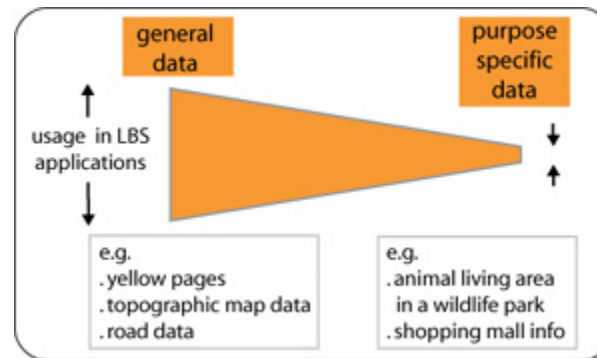 general
data
purpose
specific
data
usage in LBS
applications
e.g.
. yellow pages
. topographic map data
. road data
e.g.
. animal living area
in a wildlife park
. shopping mall info